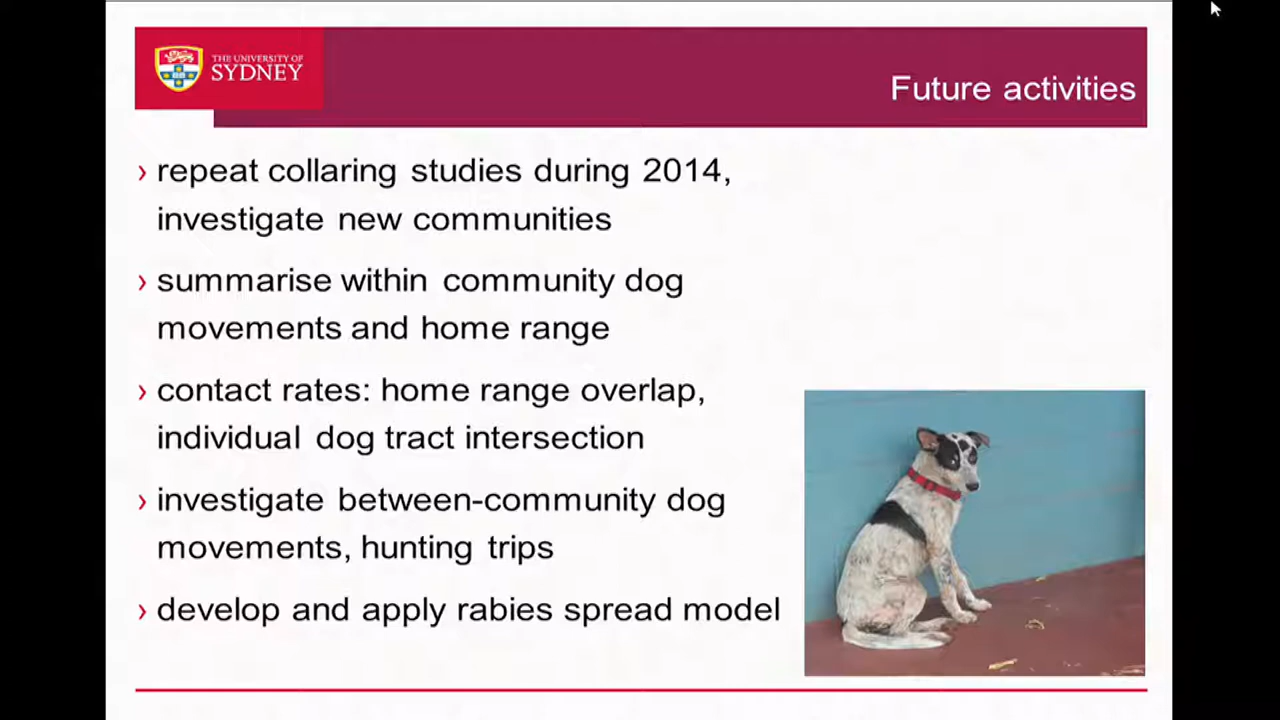 THE UNIVERSITY OF
SYDNEY
Future activities
› repeat collaring studies during 2014,
investigate new communities
› summarise within community dog
movements and home range
› contact rates: home range overlap,
individual dog tract intersection
› investigate between-community dog
movements, hunting trips
› develop and apply rabies spread model